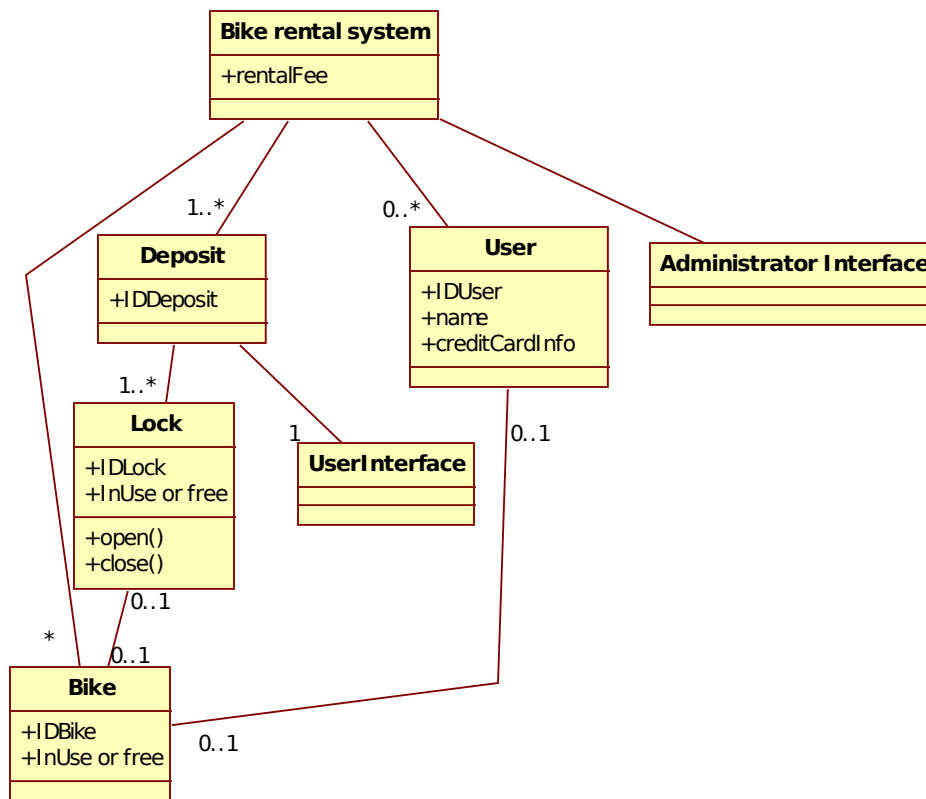 Bike rental system
+rentalFee
1..*
0..*
Deposit
+IDDeposit
User
+IDUser
+name
+creditCardInfo
Administrator Interface
1..*
1
0..1
Lock
+IDLock
+InUse or free
+open()
+close()
UserInterface
0..1
*
0..1
Bike
+IDBike
+InUse or free
0..1